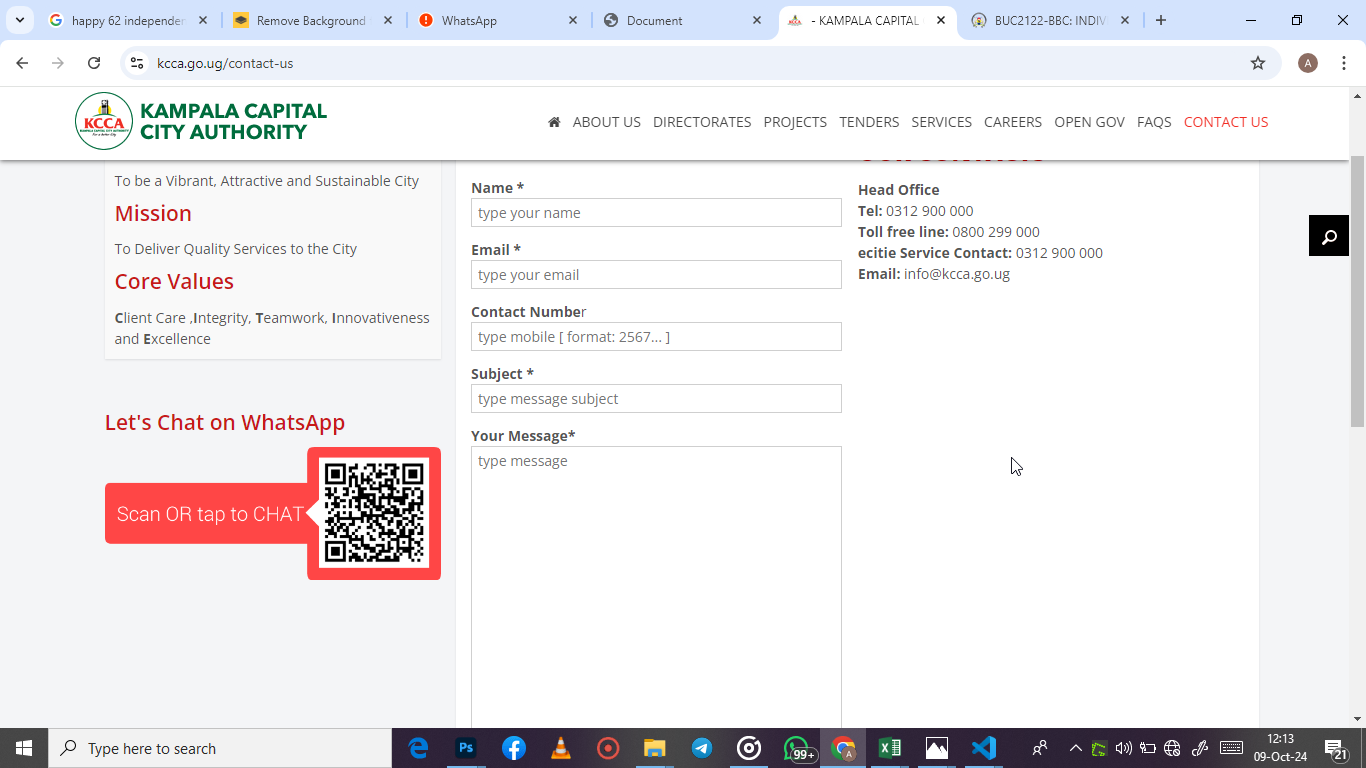 happy 62 independer
Remove Background
WhatsApp
Document
- KAMPALA CAPITAL
BUC2122-BBC: INDIV
kcca.go.ug/contact-us
A
KCCA
KAMPALA CAPITAL CITY AUTHORITY
For a better City
KAMPALA CAPITAL
CITY AUTHORITY
ABOUT US
DIRECTORATES
PROJECTS
TENDERS
SERVICES
CAREERS
OPEN GOV
FAQS
CONTACT US
To be a Vibrant, Attractive and Sustainable City
Mission
To Deliver Quality Services to the City
Core Values
Client Care ,Integrity, Teamwork, Innovativeness
and Excellence
Let's Chat on WhatsApp
Scan OR tap to CHAT
Name *
type your name
Email *
type your email
Contact Number
type mobile [ format: 2567... ]
Subject *
type message subject
Your Message*
type message
Head Office
Tel: 0312 900 000
Toll free line: 0800 299 000
ecitie Service Contact: 0312 900 000
Email: info@kcca.go.ug
Type here to search
Ps
99+
A
12:13
09-Oct-24
21